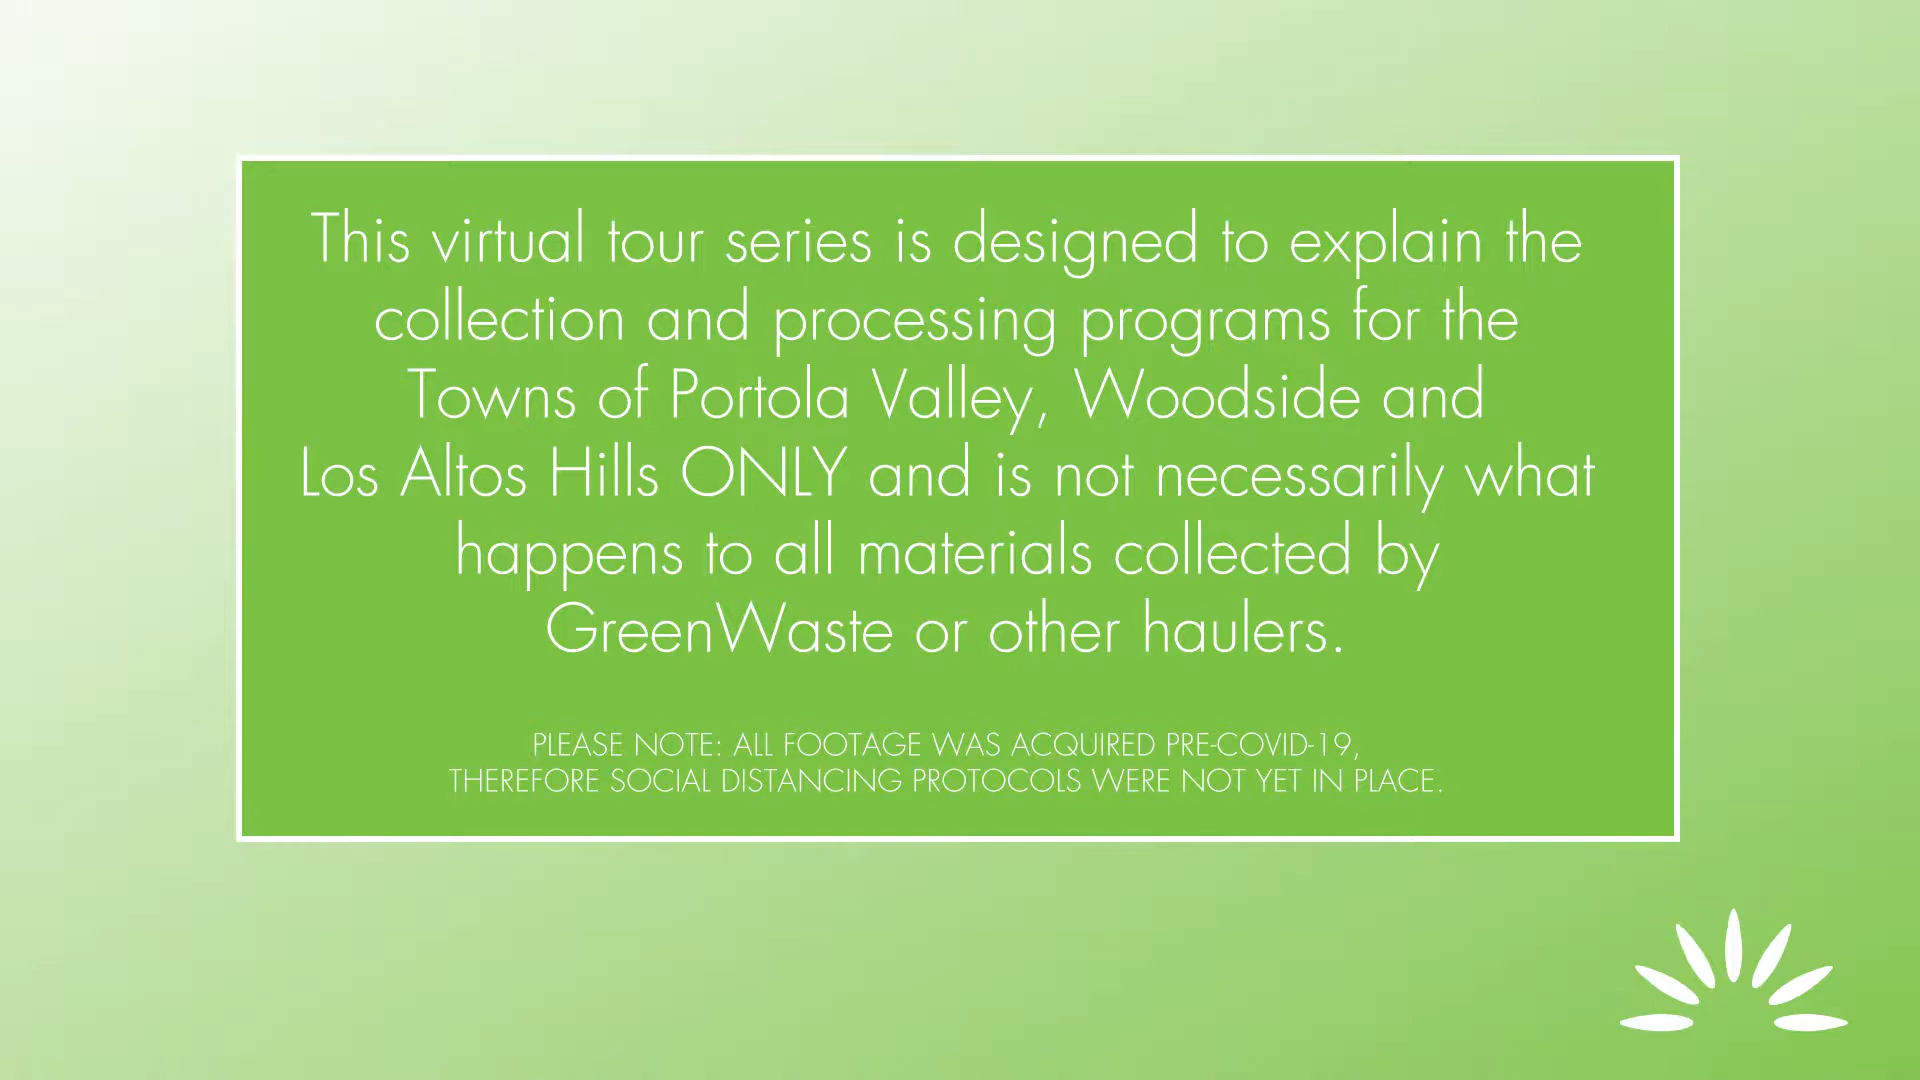 This virtual tour series is designed to explain the
collection and processing programs for the
Towns of Portola Valley, Woodside and
Los Altos Hills ONLY and is not necessarily what
happens to all materials collected by
GreenWaste or other haulers.
PLEASE NOTE: ALL FOOTAGE WAS ACQUIRED PRE-COVID-19,
THEREFORE SOCIAL DISTANCING PROTOCOLS WERE NOT YET IN PLACE.